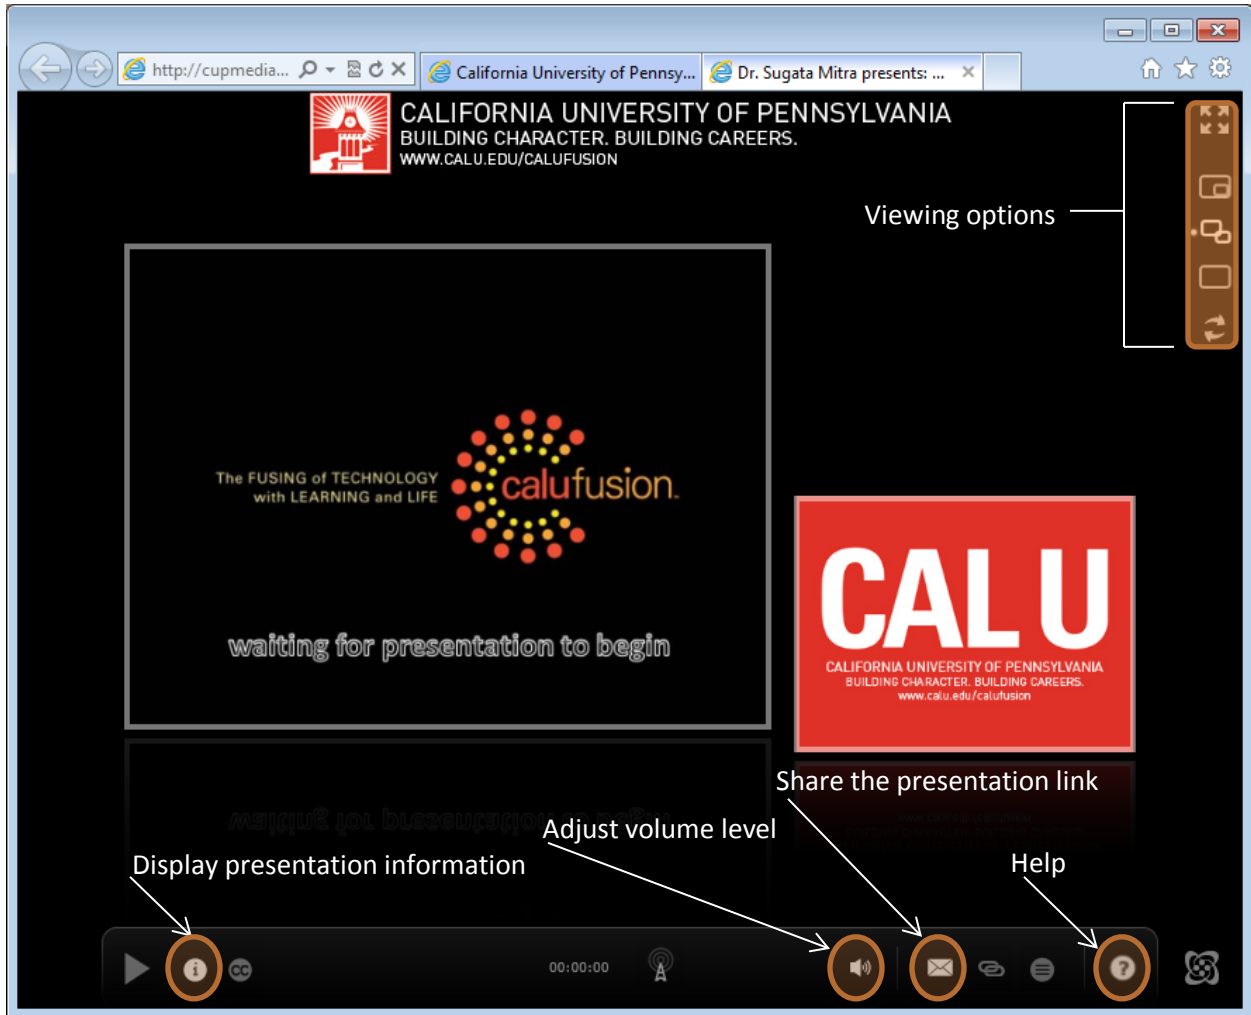 http://cupmedia...
California University of Pennsy...
Dr. Sugata Mitra presents: ...
CALIFORNIA UNIVERSITY OF PENNSYLVANIA
BUILDING CHARACTER. BUILDING CAREERS.
WWW.CALU.EDU/CALUFUSION
Viewing options
The FUSING of TECHNOLOGY
with LEARNING and LIFE
calufusion.
waiting for presentation to begin
CALU
CALIFORNIA UNIVERSITY OF PENNSYLVANIA
BUILDING CHARACTER. BUILDING CAREERS.
www.calu.edu/calufusion
Share the presentation link
Adjust volume level
Display presentation information
Help
i
CC
00:00:00
?